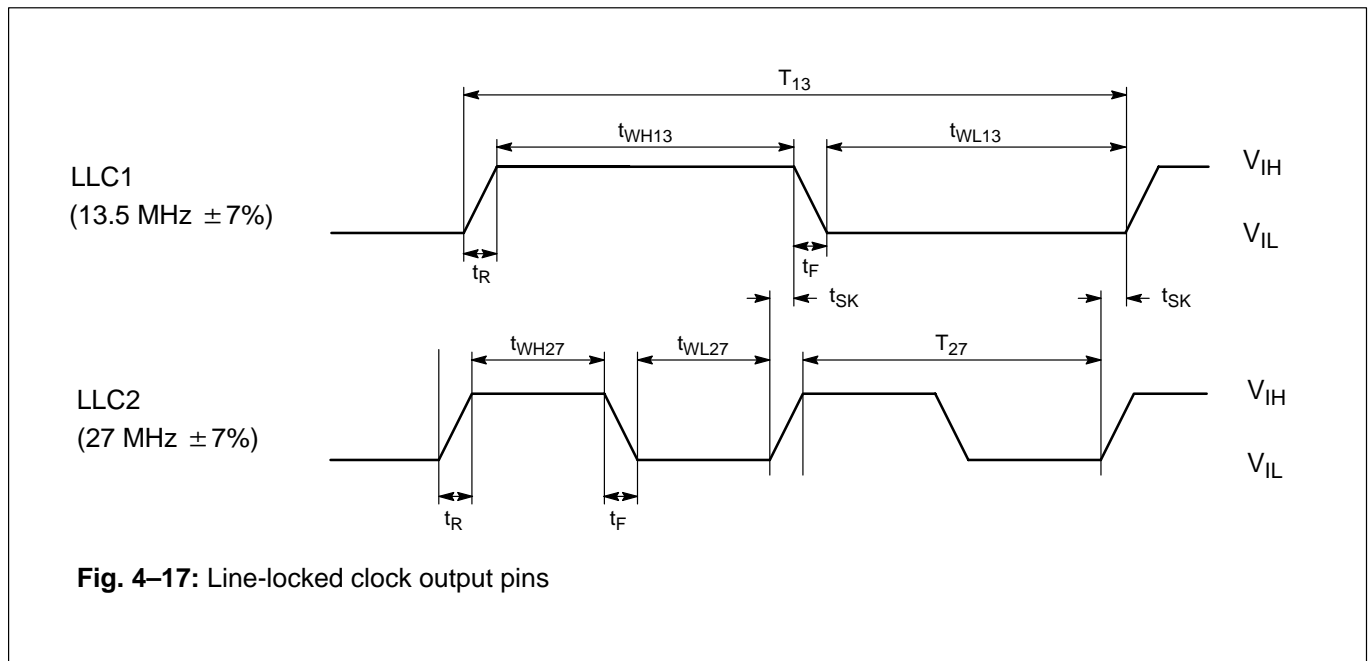 T13
tWH13 tWL13
LLC1
(13.5 MHz ±7%)
VIH
VIL
tR tF
tSK tSK
tWH27 tWL27 T27
LLC2
(27 MHz ±7%)
VIH
VIL
tR tF
Fig. 4–17: Line-locked clock output pins